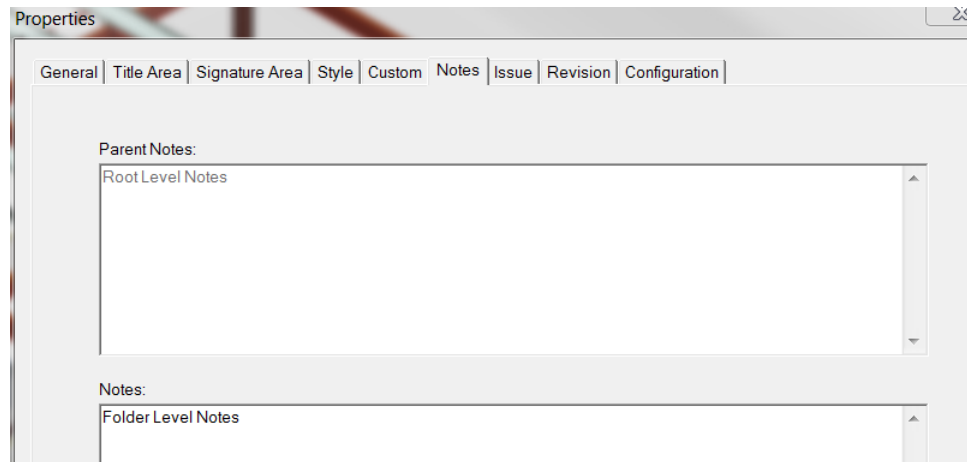 Properties
General Title Area Signature Area Style Custom Notes Issue Revision Configuration
Parent Notes:
Root Level Notes
Notes:
Folder Level Notes